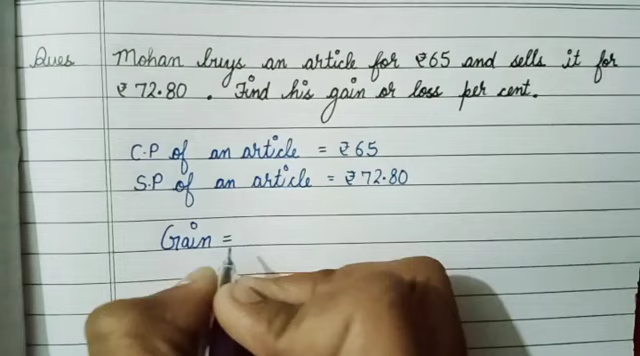 Ques Mohan buys an article for ₹65 and sells it for
₹72.80. Find his gain or loss per cent.
C.P of an article = ₹65
S.P of an article = ₹72.80
Gain =